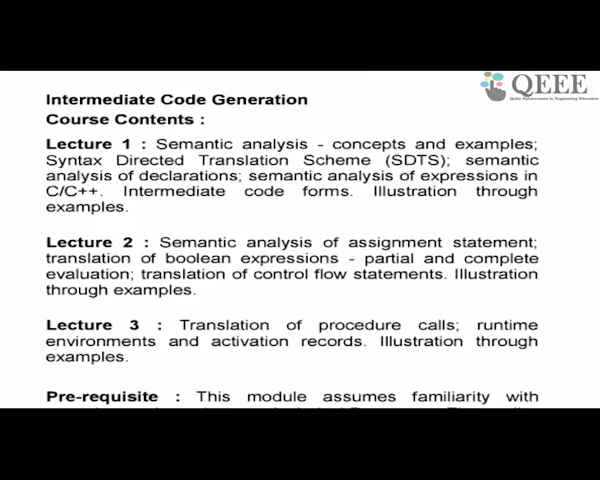 QEEE
Intermediate Code Generation
Course Contents :
Lecture 1 : Semantic analysis - concepts and examples;
Syntax Directed Translation Scheme (SDTS); semantic
analysis of declarations; semantic analysis of expressions in
C/C++. Intermediate code forms. Illustration through
examples.
Lecture 2 : Semantic analysis of assignment statement;
translation of boolean expressions - partial and complete
evaluation; translation of control flow statements. Illustration
through examples.
Lecture 3 : Translation of procedure calls; runtime
environments and activation records. Illustration through
examples.
Pre-requisite : This module assumes familiarity with